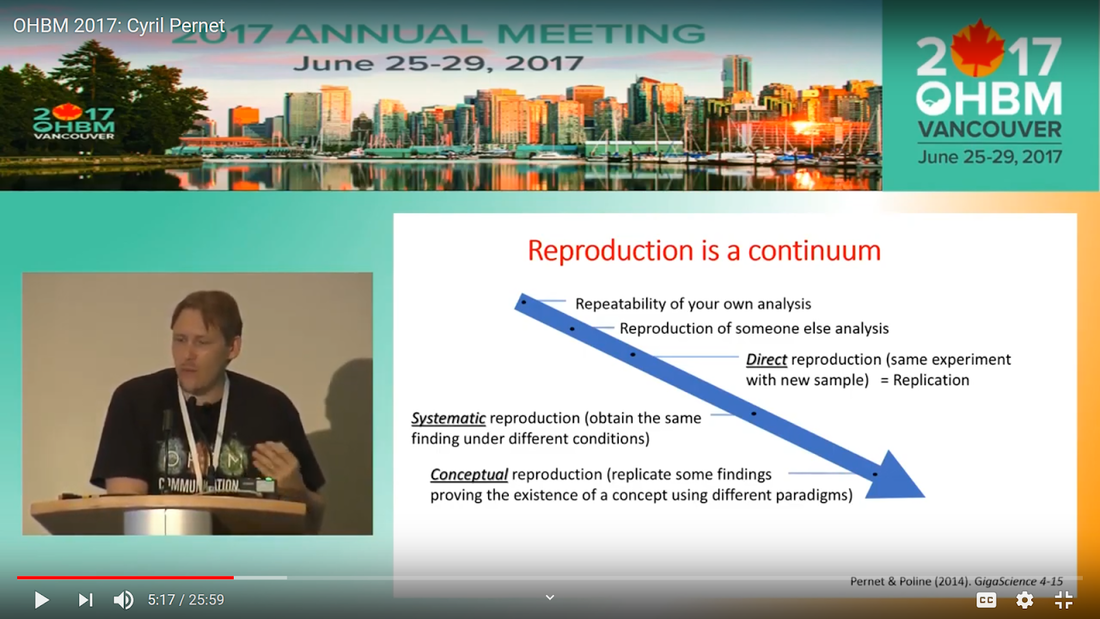 OHBM 2017: Cyril Pernet
2017 ANNUAL MEETING
June 25-29, 2017
2017
OHBM
VANCOUVER
2017
OHBM
VANCOUVER
June 25-29, 2017
Reproduction is a continuum
Repeatability of your own analysis
Reproduction of someone else analysis
Direct reproduction (same experiment
with new sample) = Replication
Systematic reproduction (obtain the same
finding under different conditions)
Conceptual reproduction (replicate some findings
proving the existence of a concept using different paradigms)
OHBM
COMMUNICATION
Pernet & Poline (2014). GigaScience 4-15
5:17 / 25:59
CC